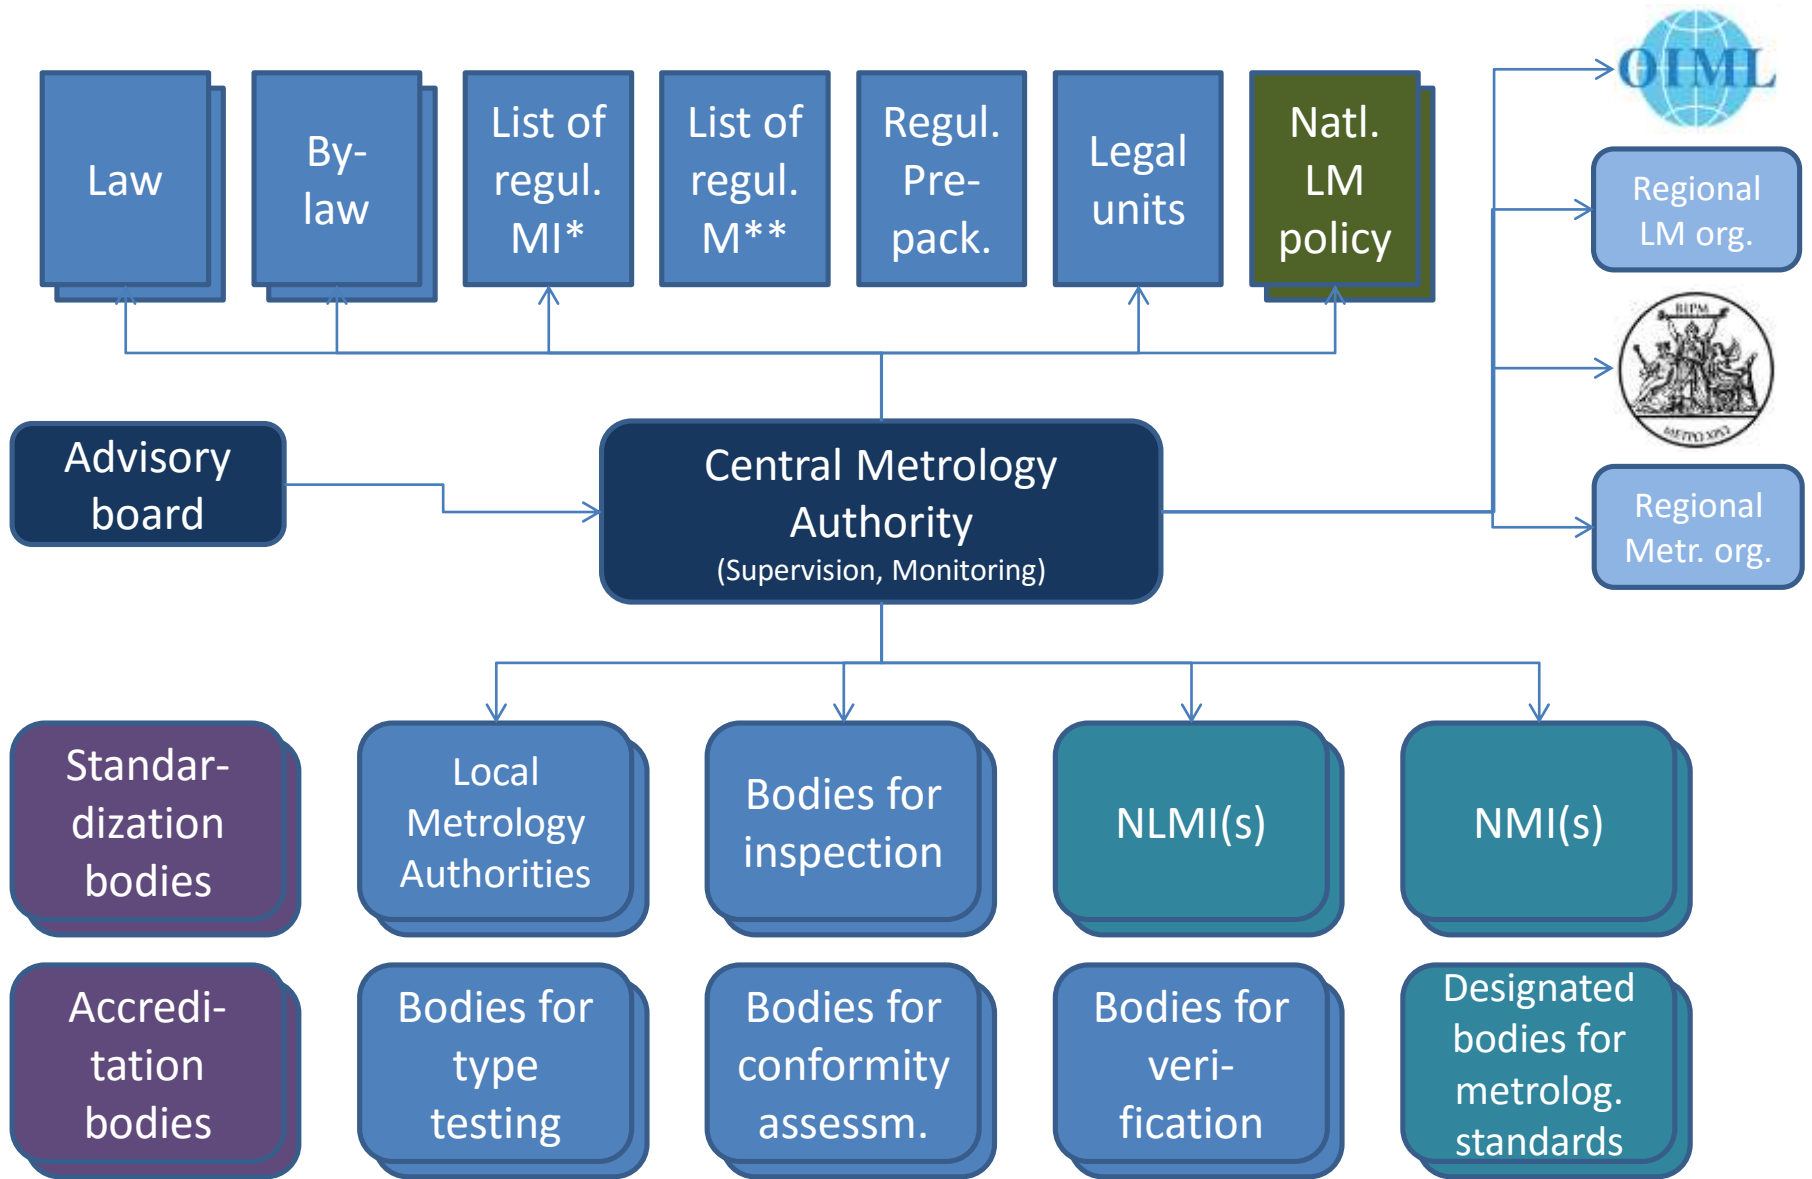 Law
By-
law
List of
regul.
MI*
List of
regul.
M**
Regul.
Pre-
pack.
Legal
units
Natl.
LM
policy
OIML
Regional
LM org.
BIPM
ΜΕΤΡΩ ΧΡΩ
Regional
Metr. org.
Advisory
board
Central Metrology
Authority
(Supervision, Monitoring)
Standar-
dization
bodies
Local
Metrology
Authorities
Bodies for
inspection
NLMI(s)
NMI(s)
Accredi-
tation
bodies
Bodies for
type
testing
Bodies for
conformity
assessm.
Bodies for
veri-
fication
Designated
bodies for
metrolog.
standards